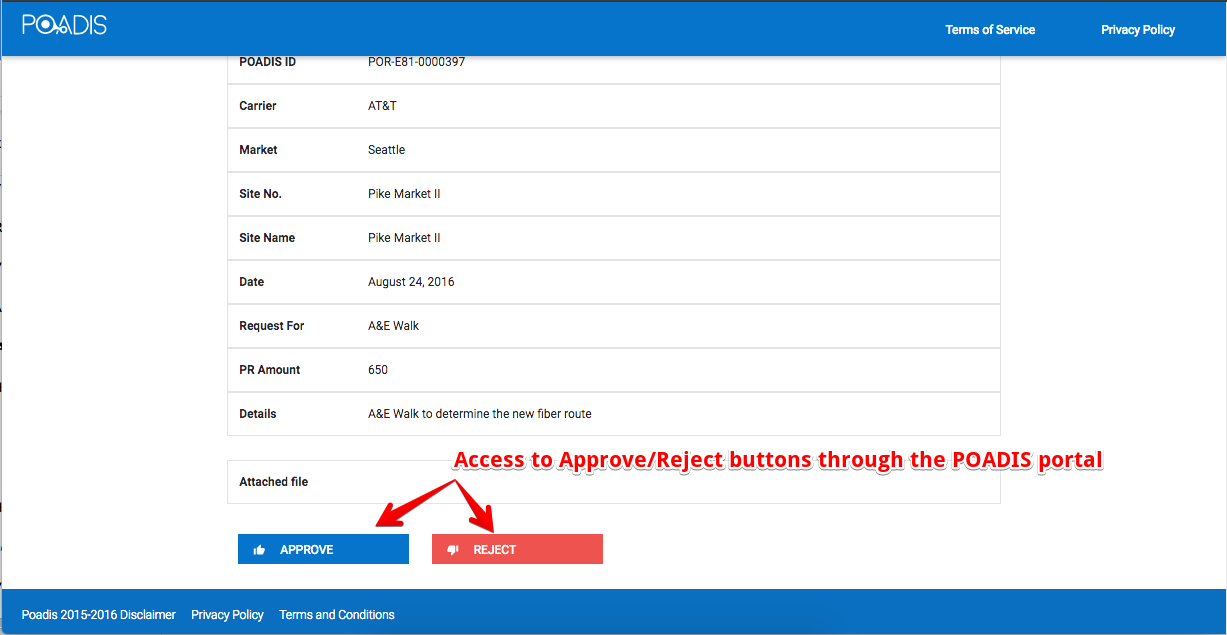 POADIS
Terms of Service Privacy Policy
POADIS ID POR-E81-0000397
Carrier AT&T
Market Seattle
Site No. Pike Market II
Site Name Pike Market II
Date August 24, 2016
Request For A&E Walk
PR Amount 650
Details A&E Walk to determine the new fiber route
Access to Approve/Reject buttons through the POADIS portal
Attached file
APPROVE REJECT
Poadis 2015-2016 Disclaimer Privacy Policy Terms and Conditions